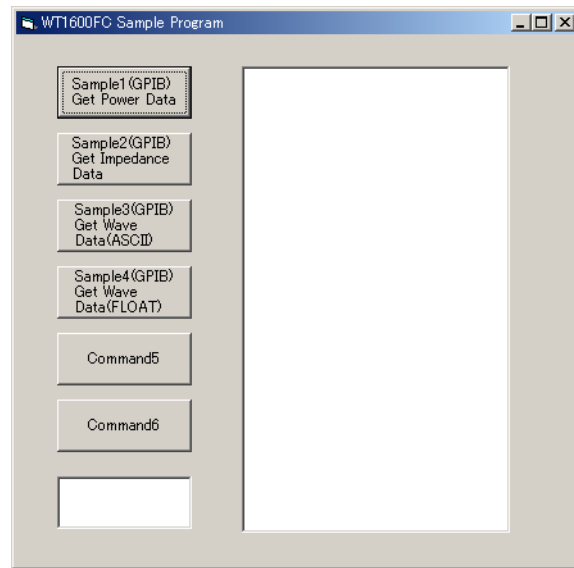 WT1600FC Sample Program
Sample1(GPIB)
Get Power Data
Sample2(GPIB)
Get Impedance
Data
Sample3(GPIB)
Get Wave
Data(ASCII)
Sample4(GPIB)
Get Wave
Data(FLOAT)
Command5
Command6